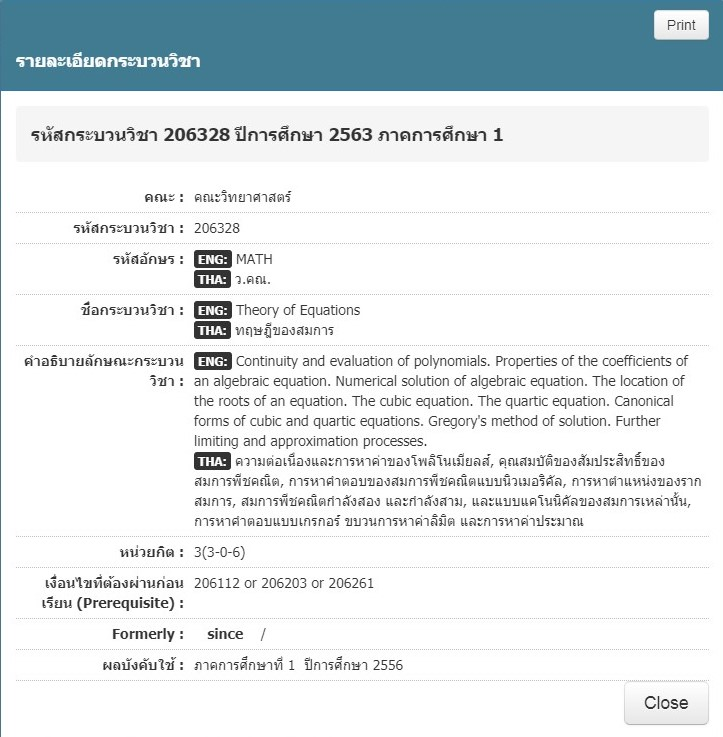 Print
รายละเอียดกระบวนวิชา
รหัสกระบวนวิชา 206328 ปีการศึกษา 2563 ภาคการศึกษา 1
คณะ : คณะวิทยาศาสตร์
รหัสกระบวนวิชา : 206328
รหัสอักษร : ENG: MATH
THA: ว.คณ.
ชื่อกระบวนวิชา : ENG: Theory of Equations
THA: ทฤษฎีของสมการ
คำอธิบายลักษณะกระบวน ENG: Continuity and evaluation of polynomials. Properties of the coefficients of
วิชา : an algebraic equation. Numerical solution of algebraic equation. The location of
the roots of an equation. The cubic equation. The quartic equation. Canonical
forms of cubic and quartic equations. Gregory's method of solution. Further
limiting and approximation processes.
THA: ความต่อเนื่องและการหาค่าของโพลิโนเมียลส์, คุณสมบัติของสัมประสิทธิ์ของ
สมการพีชคณิต, การหาคำตอบของสมการพีชคณิตแบบนิวเมอริคัล, การหาตำแหน่งของราก
สมการ, สมการพีชคณิตกำลังสอง และกำลังสาม, และแบบแคโนนิคัลของสมการเหล่านั้น,
การหาคำตอบแบบเกรกอร์ ขบวนการหาค่าลิมิต และการหาค่าประมาณ
หน่วยกิต : 3(3-0-6)
เงื่อนไขที่ต้องผ่านก่อน 206112 or 206203 or 206261
เรียน (Prerequisite) :
Formerly : since /
ผลบังคับใช้ : ภาคการศึกษาที่ 1 ปีการศึกษา 2556
Close